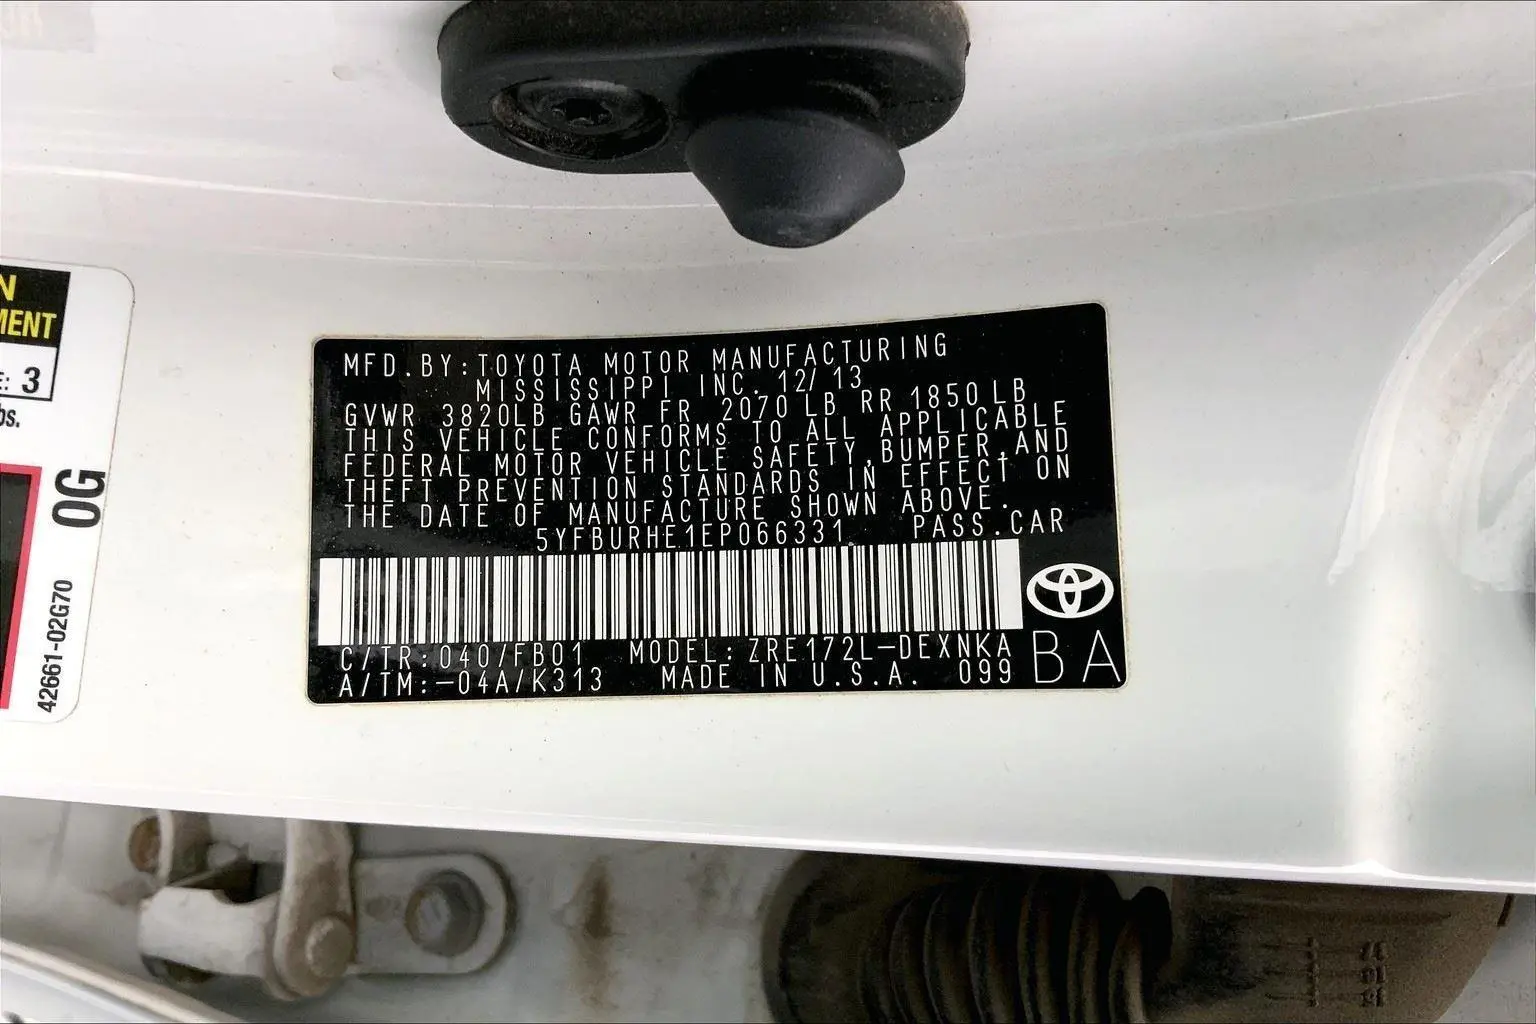 N
MENT
E: 3
bs.
0G
42661-02G70
MFD.BY:TOYOTA MOTOR MANUFACTURING
MISSISSIPPI INC. 12/13
GVWR 3820LB GAWR FR 2070 LB RR 1850 LB
THIS VEHICLE CONFORMS TO ALL APPLICABLE
FEDERAL MOTOR VEHICLE SAFETY,BUMPER,AND
THEFT PREVENTION STANDARDS IN EFFECT ON
THE DATE OF MANUFACTURE SHOWN ABOVE.
5YFBURHE1EP066331 PASS.CAR
C/TR:040/FB01 MODEL:ZRE172L-DEXNKA
A/TM:-04A/K313 MADE IN U.S.A. 099
BA